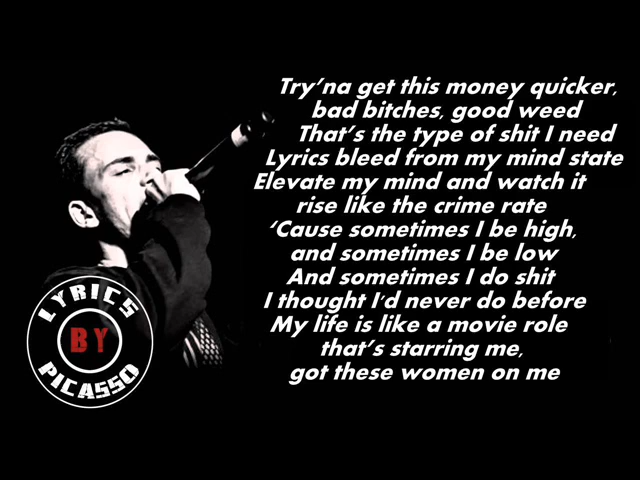 Try'na get this money quicker,
bad bitches, good weed
That's the type of shit I need
Lyrics bleed from my mind state
Elevate my mind and watch it
rise like the crime rate
'Cause sometimes I be high,
and sometimes I be low
And sometimes I do shit
I thought I'd never do before
My life is like a movie role
that's starring me,
got these women on me
LYRICS
BY
PICASSO